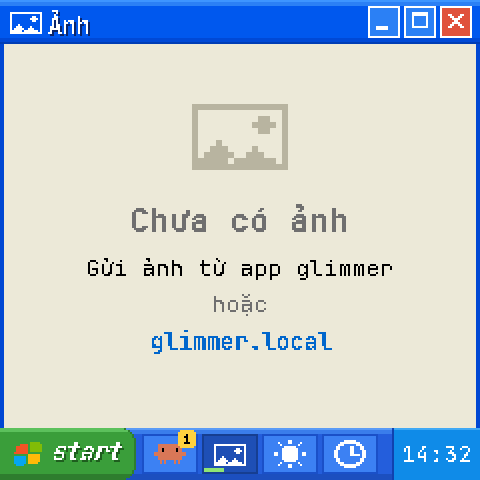 Ảnh
Chưa có ảnh
Gửi ảnh từ app glimmer
hoặc
glimmer.local
start
1
14:32